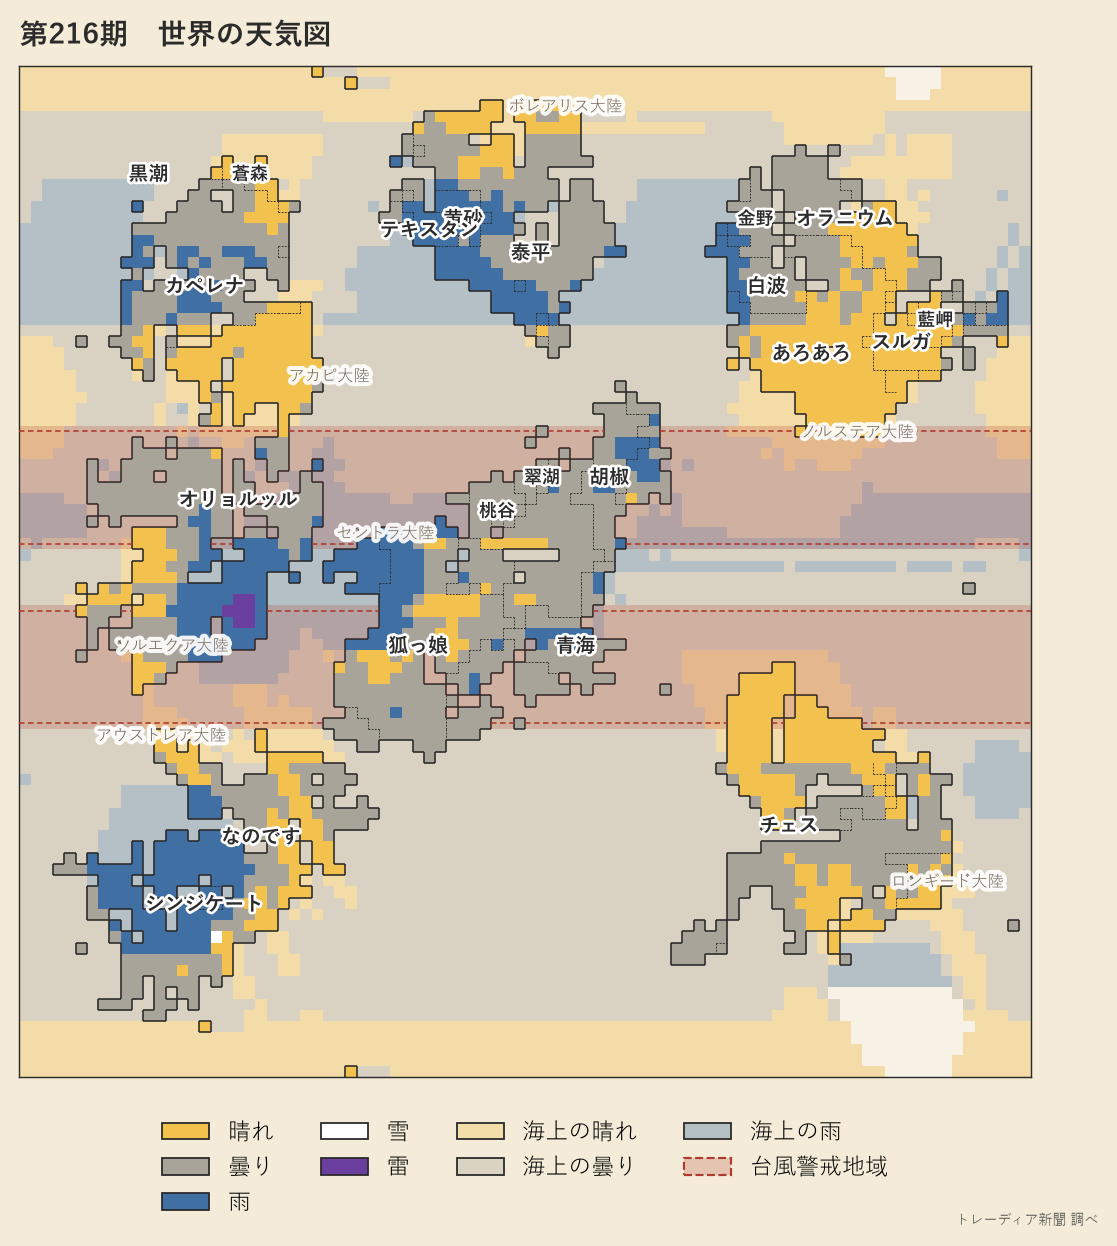 第216期 世界の天気図
ボレアリス大陸
黒潮
蒼森
金野
オラニウム
黄砂
テキスタン
泰平
カペレナ
白波
藍岬
スルガ
あろあろ
アカピ大陸
ノルステア大陸
翠湖
胡椒
オリョルッル
桃谷
セントラ大陸
ソルエクア大陸
狐っ娘
青海
アウストレア大陸
チェス
なのです
ロンギード大陸
シンジケート
晴れ
雪
海上の晴れ
海上の雨
曇り
雷
海上の曇り
台風警戒地域
雨
トレーディア新聞 調べ